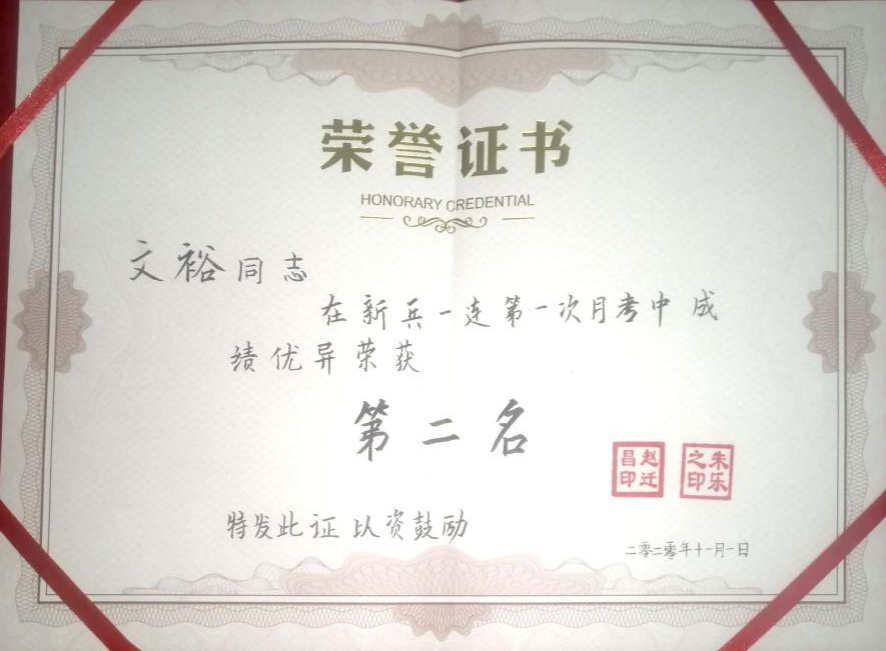 荣誉证书
HONORARY CREDENTIAL
文裕同志
在新兵一连第一次月考中成
绩优异荣获
第二名
赵迁昌印
朱乐之印
特发此证以资鼓励
二零二零年十一月一日